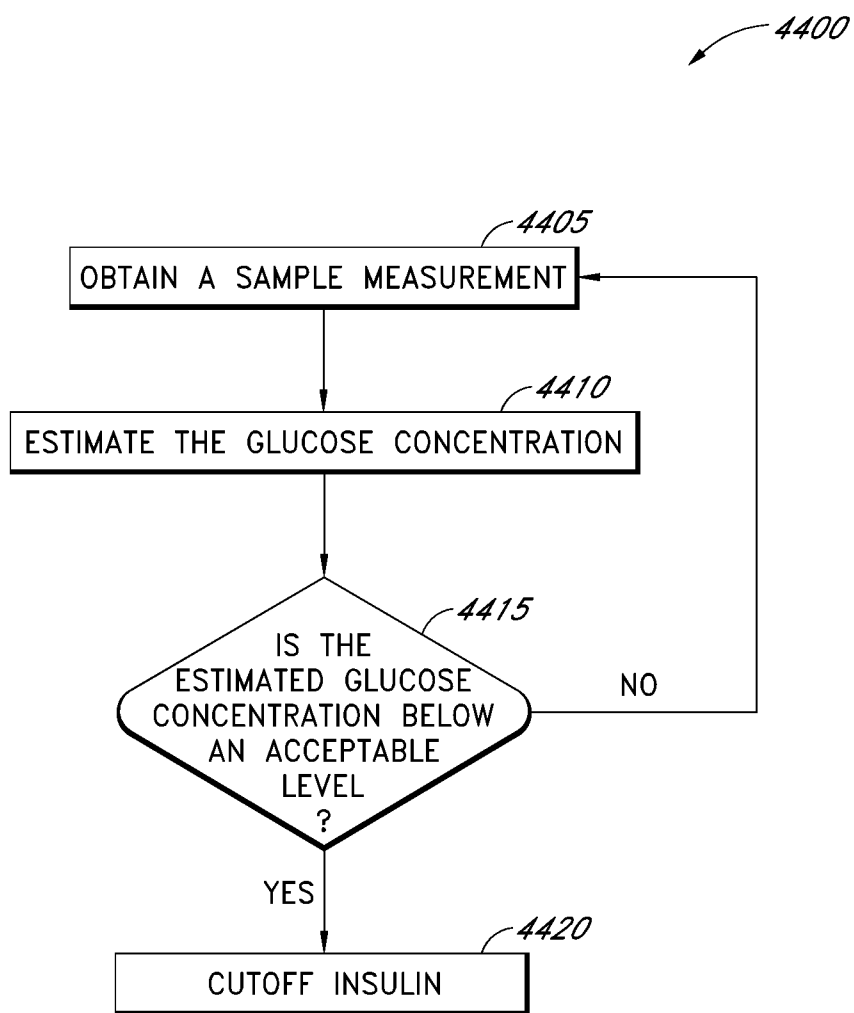 4400
4405
OBTAIN A SAMPLE MEASUREMENT
4410
ESTIMATE THE GLUCOSE CONCENTRATION
4415
IS THE
ESTIMATED GLUCOSE
CONCENTRATION BELOW
AN ACCEPTABLE
LEVEL
?
NO
YES
4420
CUTOFF INSULIN